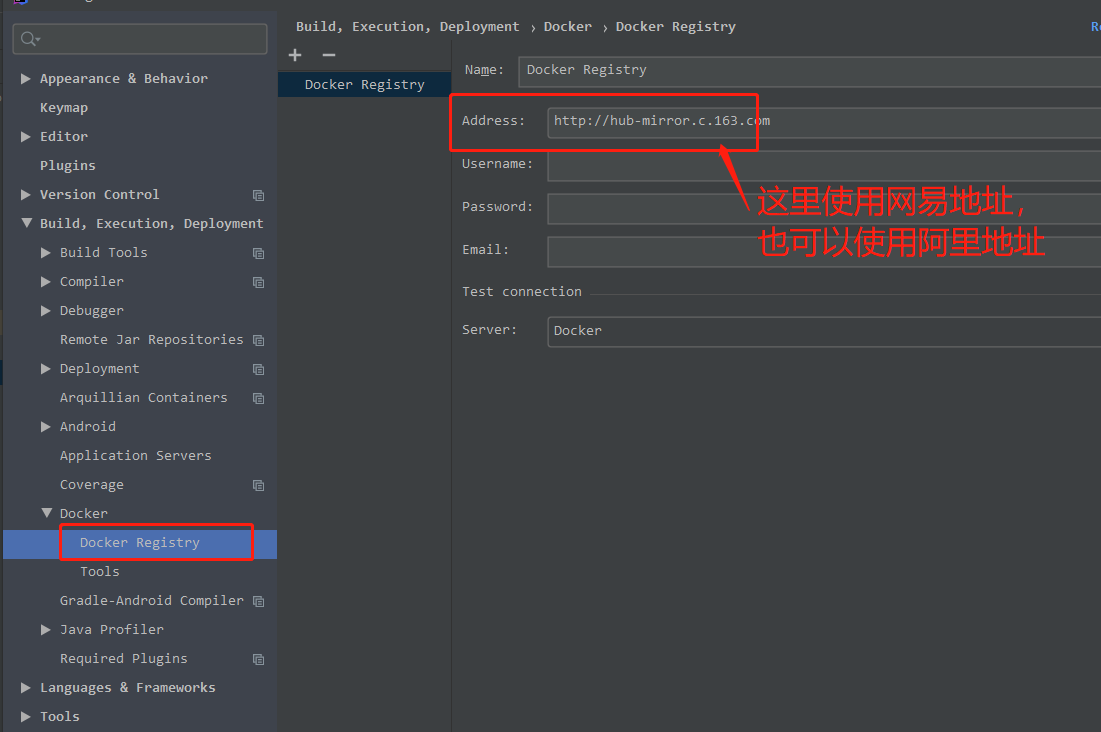 Build, Execution, Deployment › Docker › Docker Registry
Appearance & Behavior
Keymap
Editor
Plugins
Version Control
Build, Execution, Deployment
Build Tools
Compiler
Debugger
Remote Jar Repositories
Deployment
Arquillian Containers
Android
Application Servers
Coverage
Docker
Docker Registry
Tools
Gradle-Android Compiler
Java Profiler
Required Plugins
Languages & Frameworks
Tools
Docker Registry
Name: Docker Registry
Address: http://hub-mirror.c.163.com
Username:
Password:
Email:
这里使用网易地址，
也可以使用阿里地址
Test connection
Server: Docker